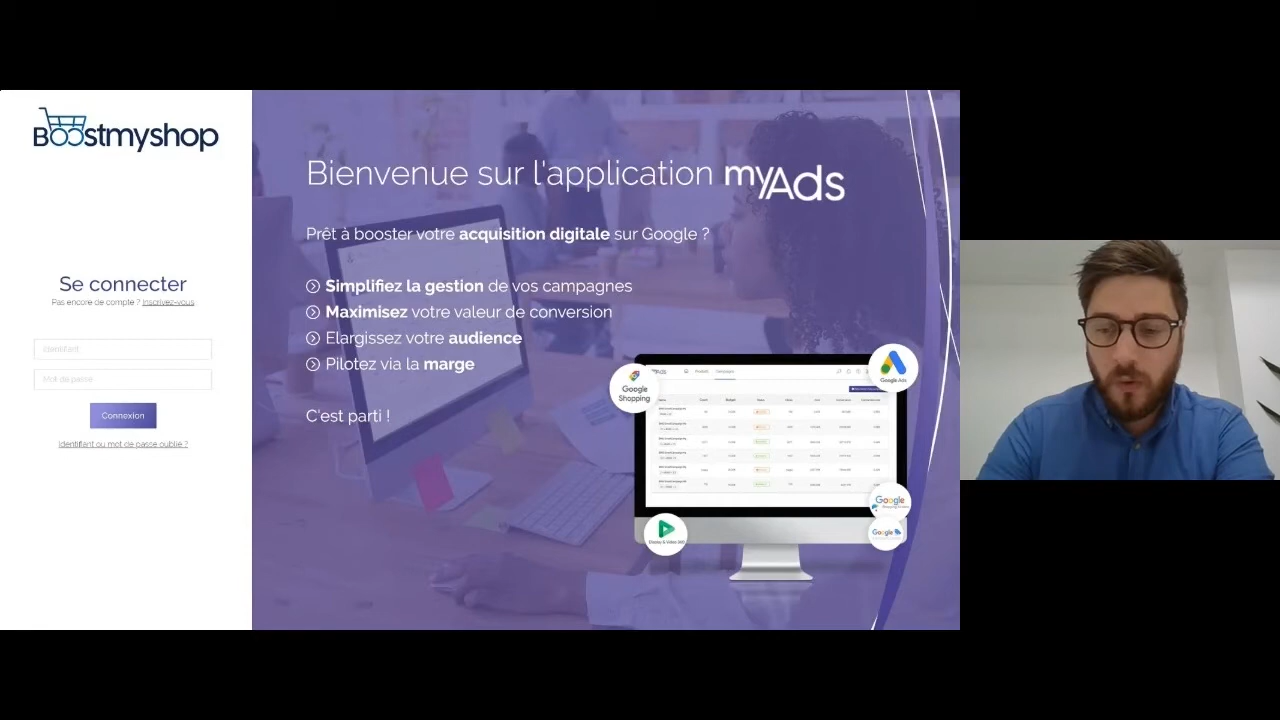 Boostmyshop
Se connecter
Pas encore de compte ? Inscrivez-vous
Identifiant
Mot de passe
Connexion
Identifiant ou mot de passe oublié ?
Bienvenue sur l'application myAds
Prêt à booster votre acquisition digitale sur Google ?
Simplifiez la gestion de vos campagnes
Maximisez votre valeur de conversion
Elargissez votre audience
Pilotez via la marge
C'est parti !
Google
Shopping
Google Ads
Display & Video 360
Google
Google